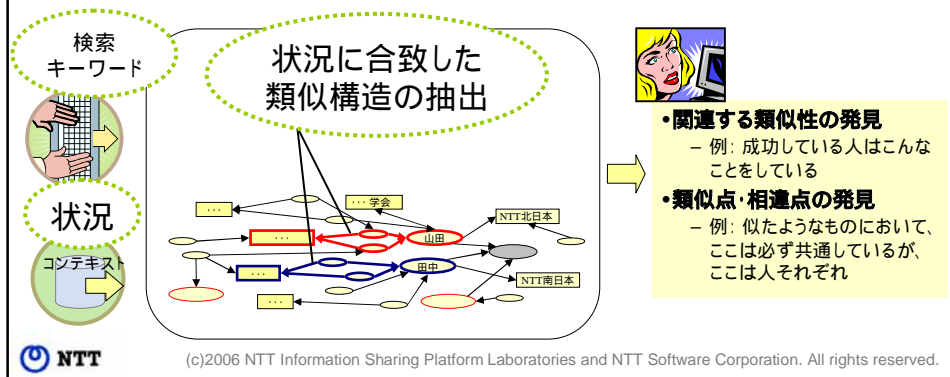 検索
キーワード
状況に合致した
類似構造の抽出
状況
コンテキスト
・・・
・・・ 学会
NTT北日本
・・・
山田
・・・
田中
NTT南日本
・・・
•関連する類似性の発見
– 例: 成功している人はこんな
ことをしている
•類似点・相違点の発見
– 例: 似たようなものにおいて、
ここは必ず共通しているが、
ここは人それぞれ
NTT
(c)2006 NTT Information Sharing Platform Laboratories and NTT Software Corporation. All rights reserved.